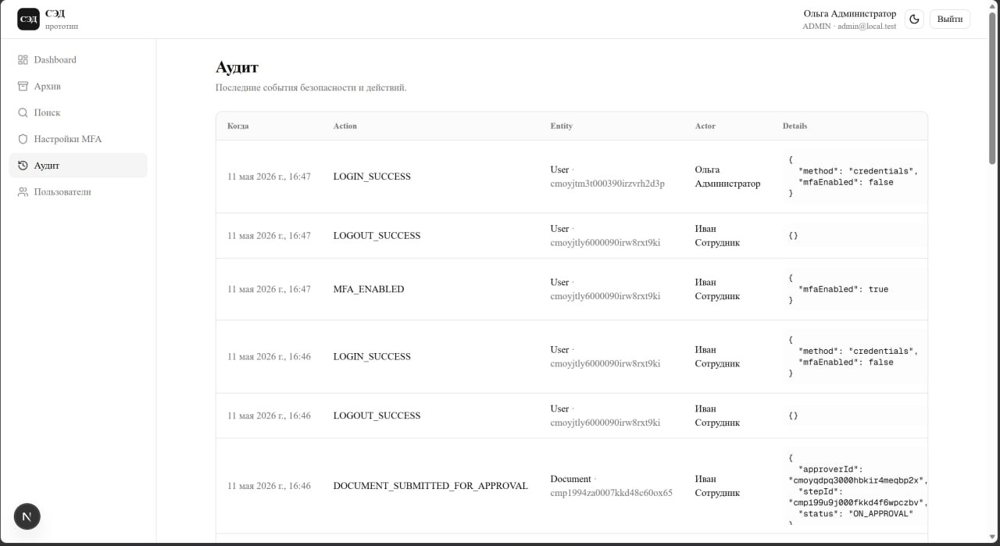 СЭД
СЭД
прототип
Ольга Администратор
ADMIN · admin@local.test
Выйти
Dashboard
Архив
Поиск
Настройки MFA
Аудит
Пользователи
Аудит
Последние события безопасности и действий.
Когда Action Entity Actor Details
11 мая 2026 г., 16:47 LOGIN_SUCCESS User · cmoyjtm3t000390irzvrh2d3p Ольга Администратор
{
"method": "credentials",
"mfaEnabled": false
}
11 мая 2026 г., 16:47 LOGOUT_SUCCESS User · cmoyjtly6000090irw8rxt9ki Иван Сотрудник {}
11 мая 2026 г., 16:47 MFA_ENABLED User · cmoyjtly6000090irw8rxt9ki Иван Сотрудник
{
"mfaEnabled": true
}
11 мая 2026 г., 16:46 LOGIN_SUCCESS User · cmoyjtly6000090irw8rxt9ki Иван Сотрудник
{
"method": "credentials",
"mfaEnabled": false
}
11 мая 2026 г., 16:46 LOGOUT_SUCCESS User · cmoyjtly6000090irw8rxt9ki Иван Сотрудник {}
11 мая 2026 г., 16:46 DOCUMENT_SUBMITTED_FOR_APPROVAL Document · cmp1994za0007kkd48c60ox65 Иван Сотрудник
{
"approverId":
"cmoyqdpq3000hbkir4meqbp2x",
"stepId":
"cmp199u9j000fkkd4f6wpczbv",
"status": "ON_APPROVAL"
}
N